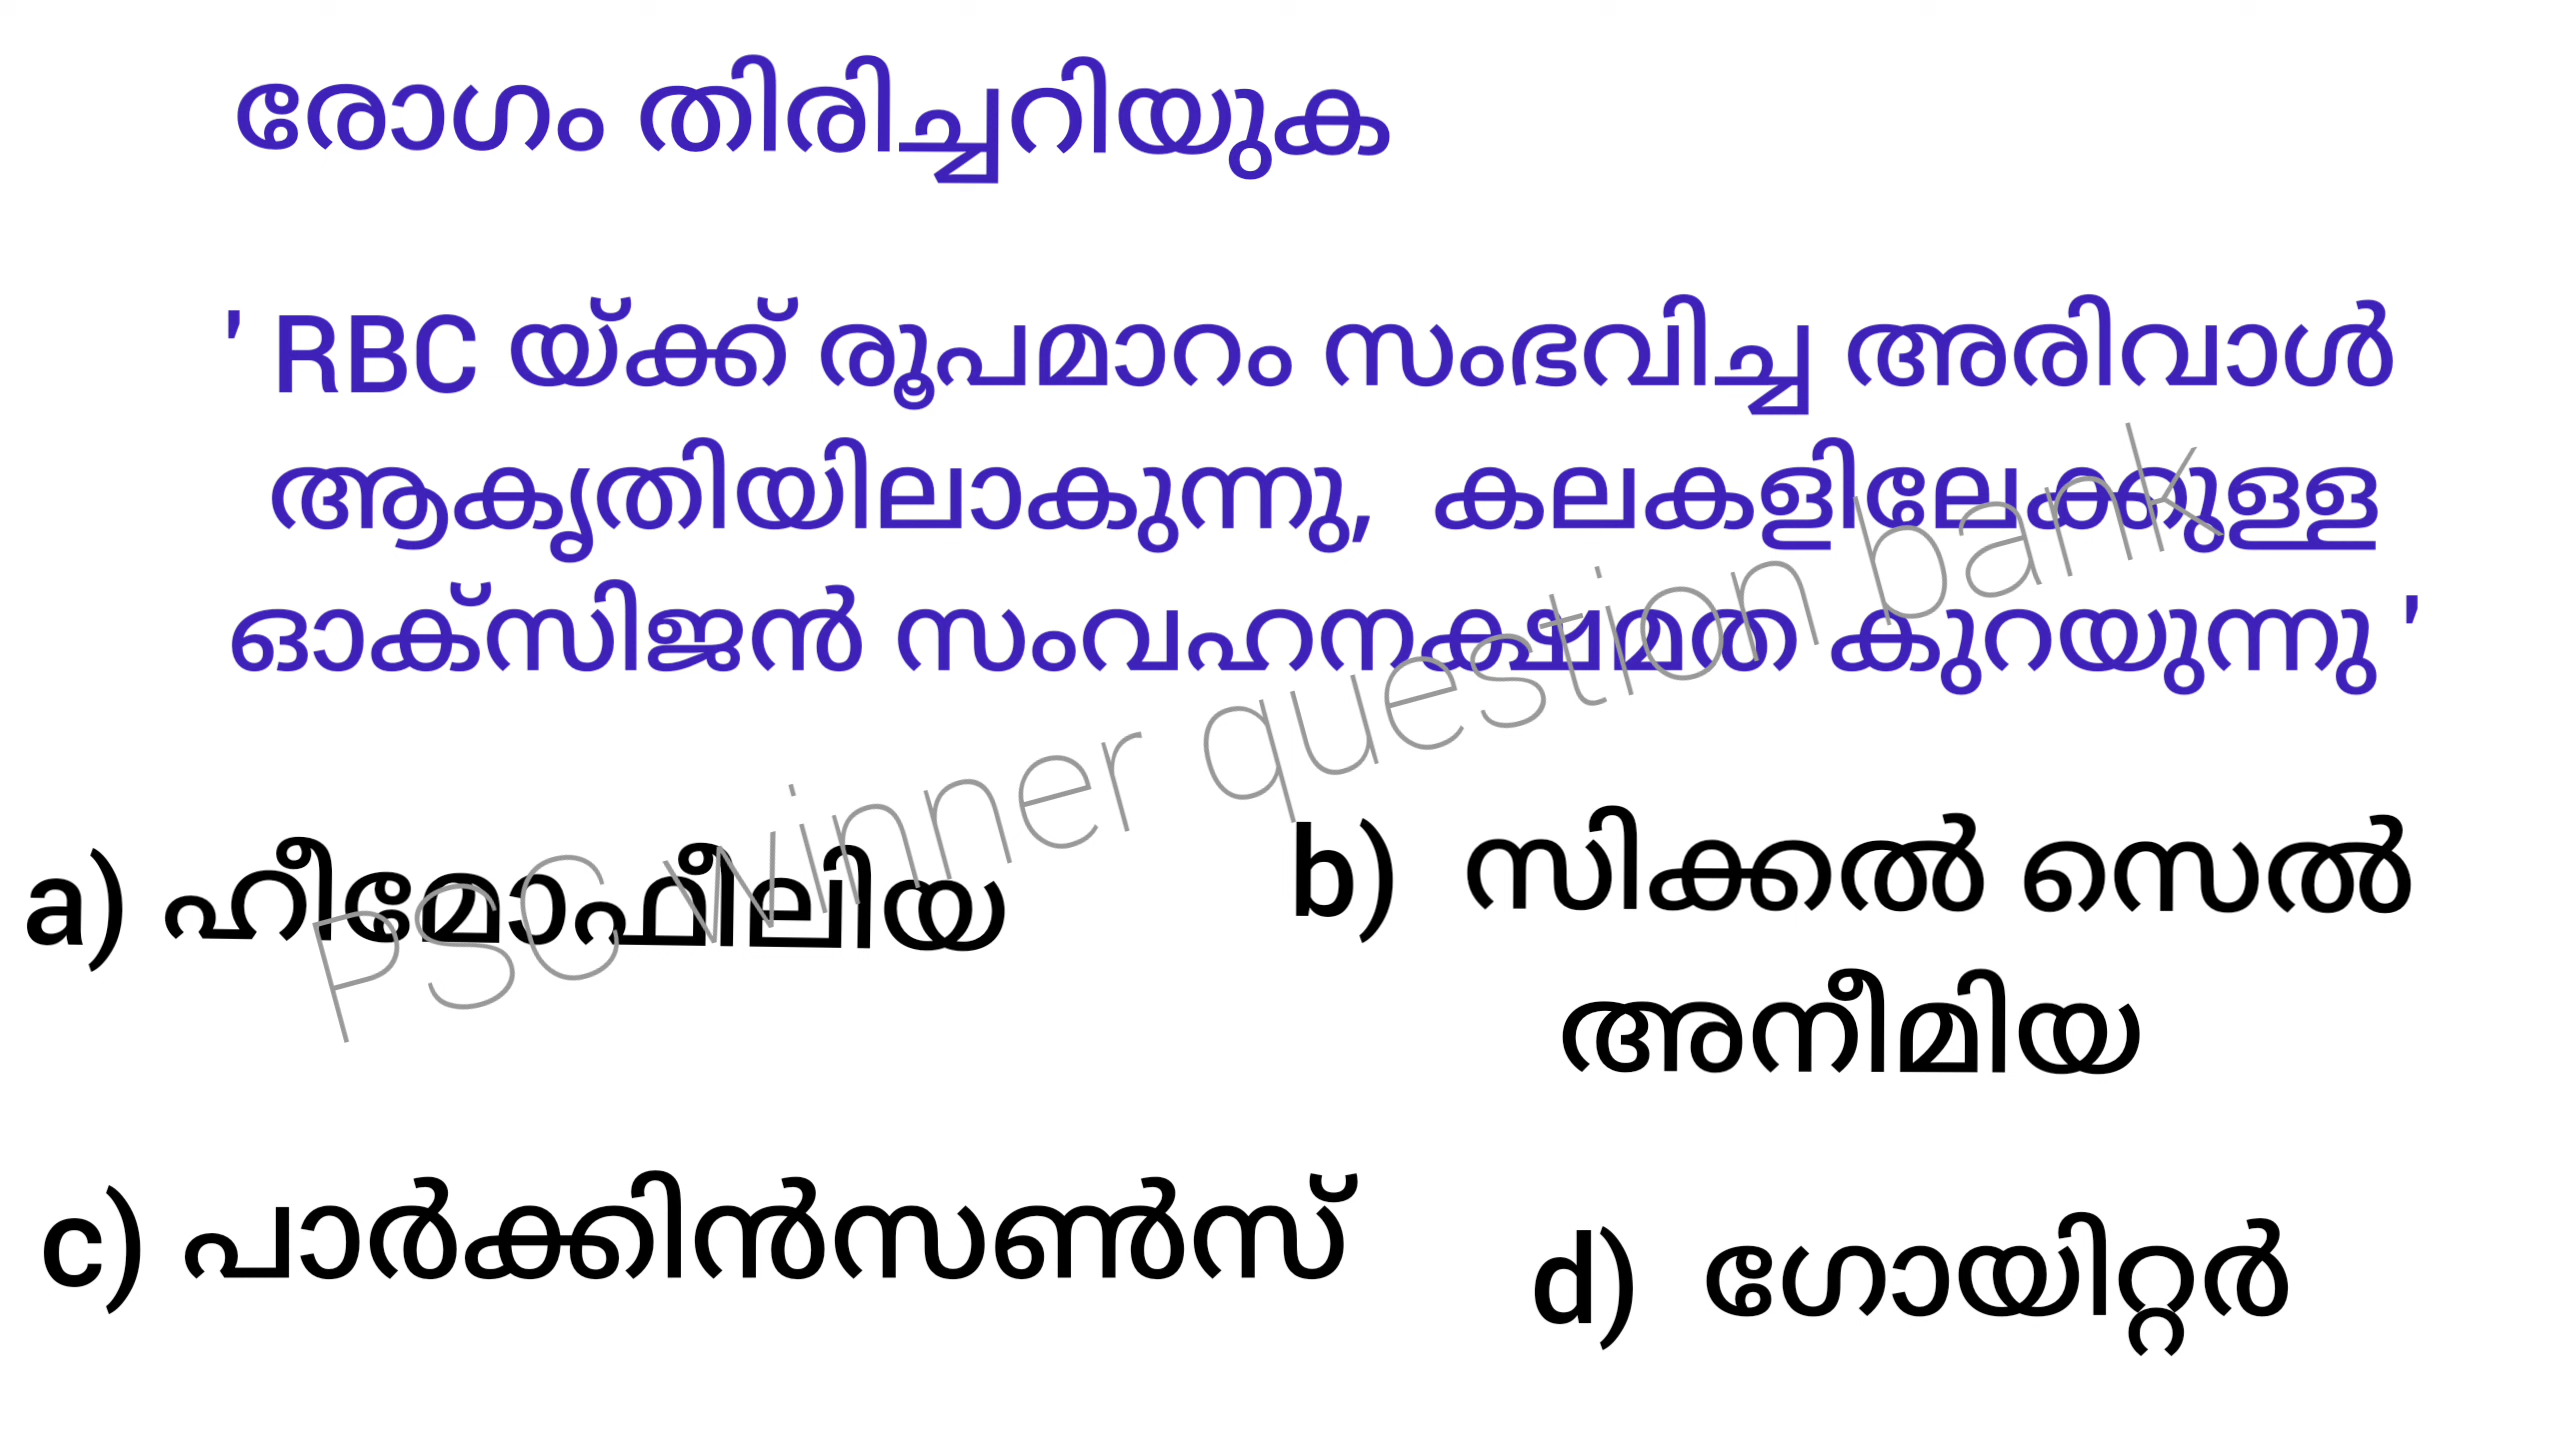 രോഗം തിരിച്ചറിയുക
' RBC യ്ക്ക് രൂപമാറം സംഭവിച്ച അരിവാൾ
ആകൃതിയിലാകുന്നു, കലകളിലേക്കുള്ള
ഓക്സിജൻ സംവഹനക്ഷമത കുറയുന്നു '
a) ഹീമോഫീലിയ
b) സിക്കൽ സെൽ
അനീമിയ
c) പാർക്കിൻസൺസ്
d) ഗോയിറ്റർ
PSC winner question bank